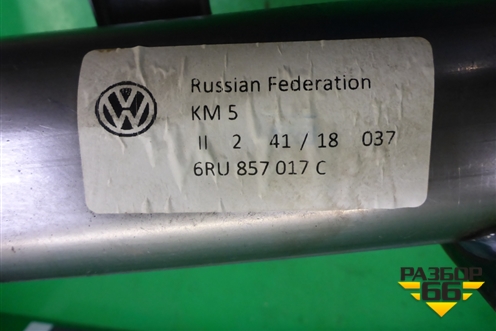 Russian Federation
KM 5
II 2 41 / 18 037
6RU 857 017 C
РАЗБОР
66